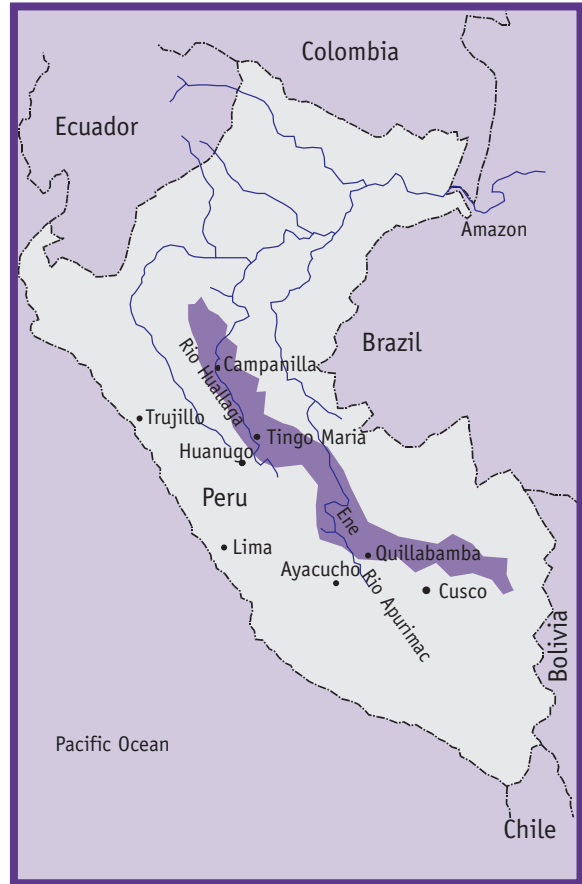 Colombia
Ecuador
Amazon
Brazil
Rio Huallaga
Campanilla
Trujillo
Tingo Maria
Huanugo
Peru
Ene
Lima
Quillabamba
Ayacucho
Rio Apurimac
Cusco
Bolivia
Pacific Ocean
Chile